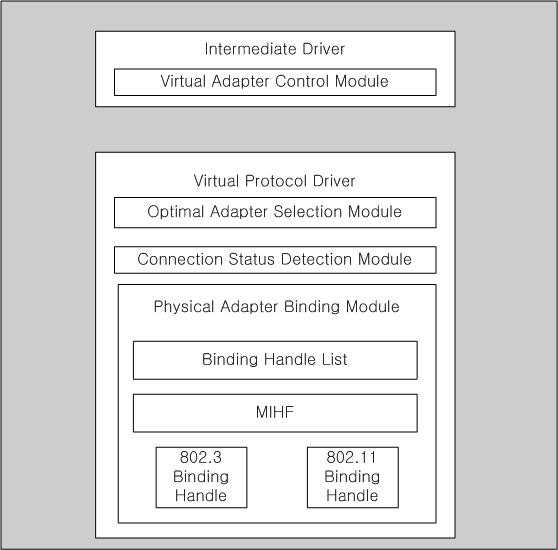 Intermediate Driver
Virtual Adapter Control Module
Virtual Protocol Driver
Optimal Adapter Selection Module
Connection Status Detection Module
Physical Adapter Binding Module
Binding Handle List
MIHF
802.3
Binding
Handle
802.11
Binding
Handle